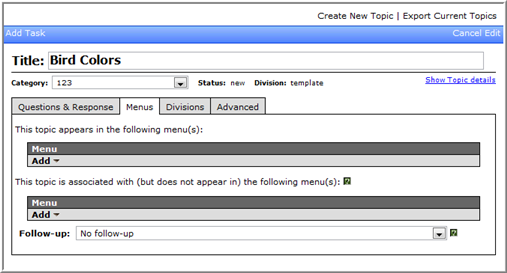 Create New Topic | Export Current Topics
Add Task Cancel Edit
Title: Bird Colors
Category: 123 Status: new Division: template Show Topic details
Questions & Response Menus Divisions Advanced
This topic appears in the following menu(s):
Menu
Add
This topic is associated with (but does not appear in) the following menu(s): ?
Menu
Add
Follow-up: No follow-up ?